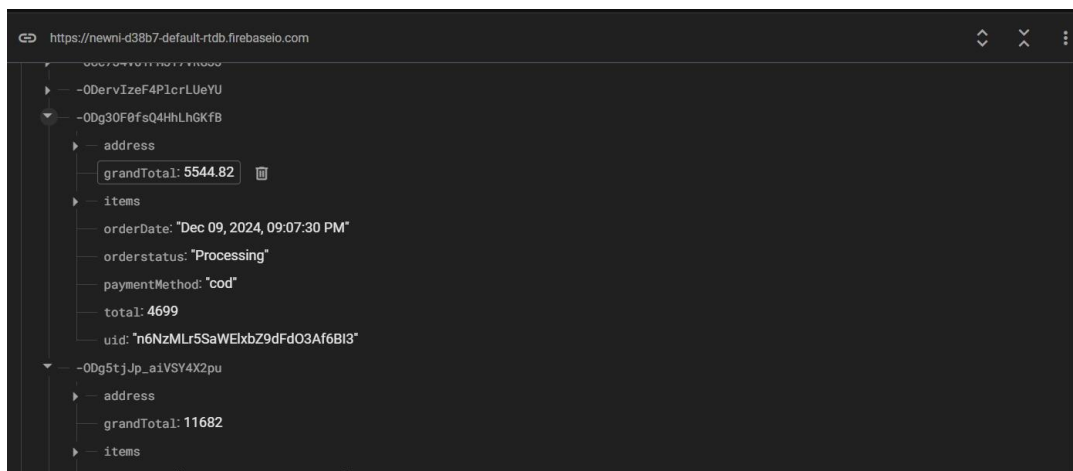 https://newni-d38b7-default-rtdb.firebaseio.com
-ODervIzeF4PlcrLUeYU
-ODg3OF0fsQ4HhLhGKfB
address
grandTotal: 5544.82
items
orderDate: "Dec 09, 2024, 09:07:30 PM"
orderstatus: "Processing"
paymentMethod: "cod"
total: 4699
uid: "n6NzMLr5SaWElxbZ9dFdO3Af6BI3"
-ODg5tjJp_aiVSY4X2pu
address
grandTotal: 11682
items